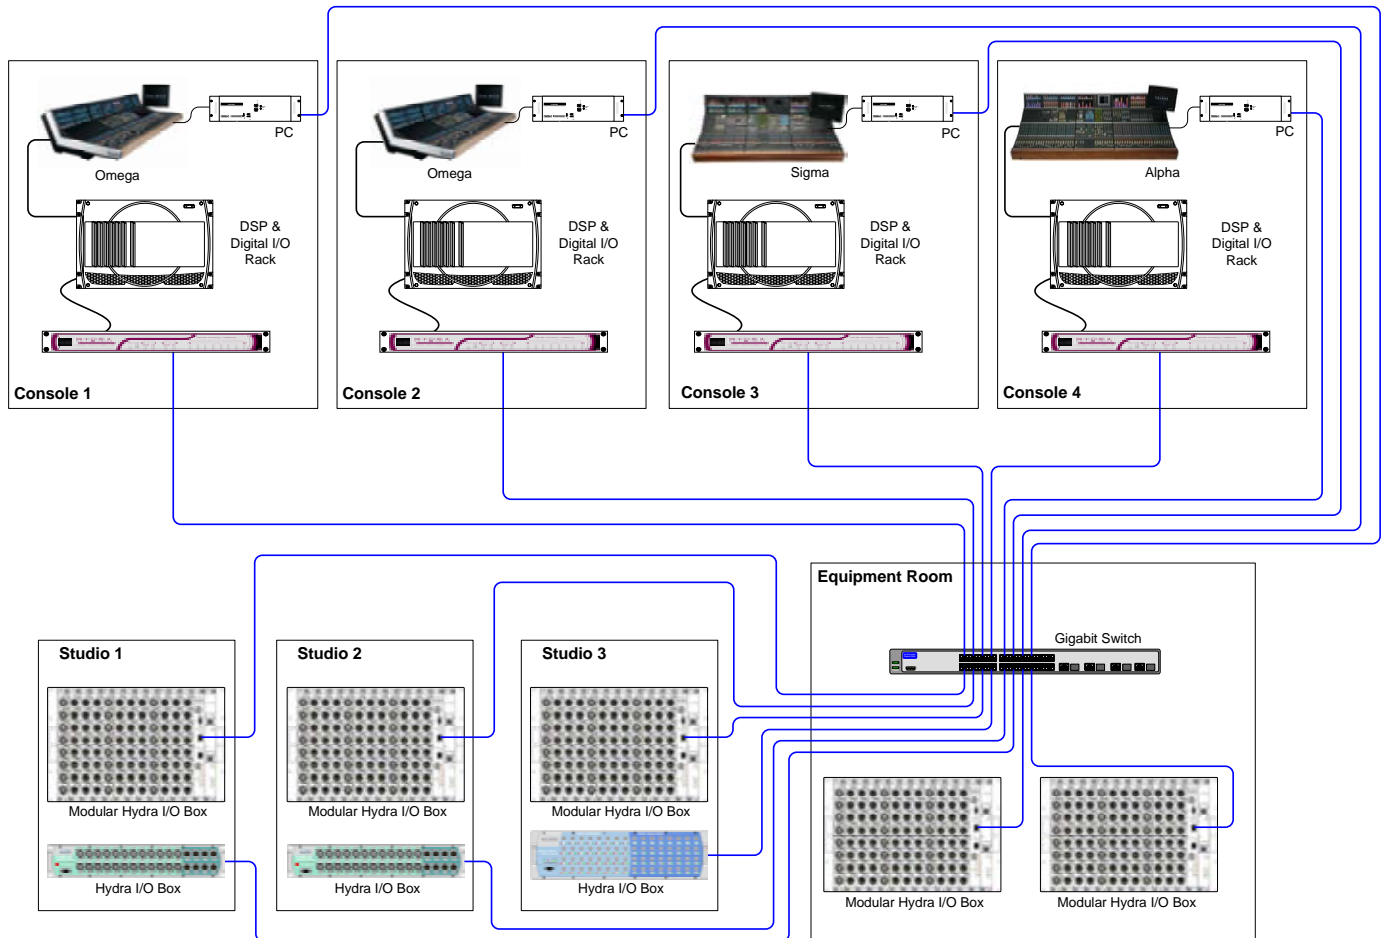 PC
Omega
DSP &
Digital I/O
Rack
Console 1
PC
Omega
DSP &
Digital I/O
Rack
Console 2
PC
Sigma
DSP &
Digital I/O
Rack
Console 3
PC
Alpha
DSP &
Digital I/O
Rack
Console 4
Studio 1
Modular Hydra I/O Box
Hydra I/O Box
Studio 2
Modular Hydra I/O Box
Hydra I/O Box
Studio 3
Modular Hydra I/O Box
Hydra I/O Box
Equipment Room
Gigabit Switch
Modular Hydra I/O Box
Modular Hydra I/O Box